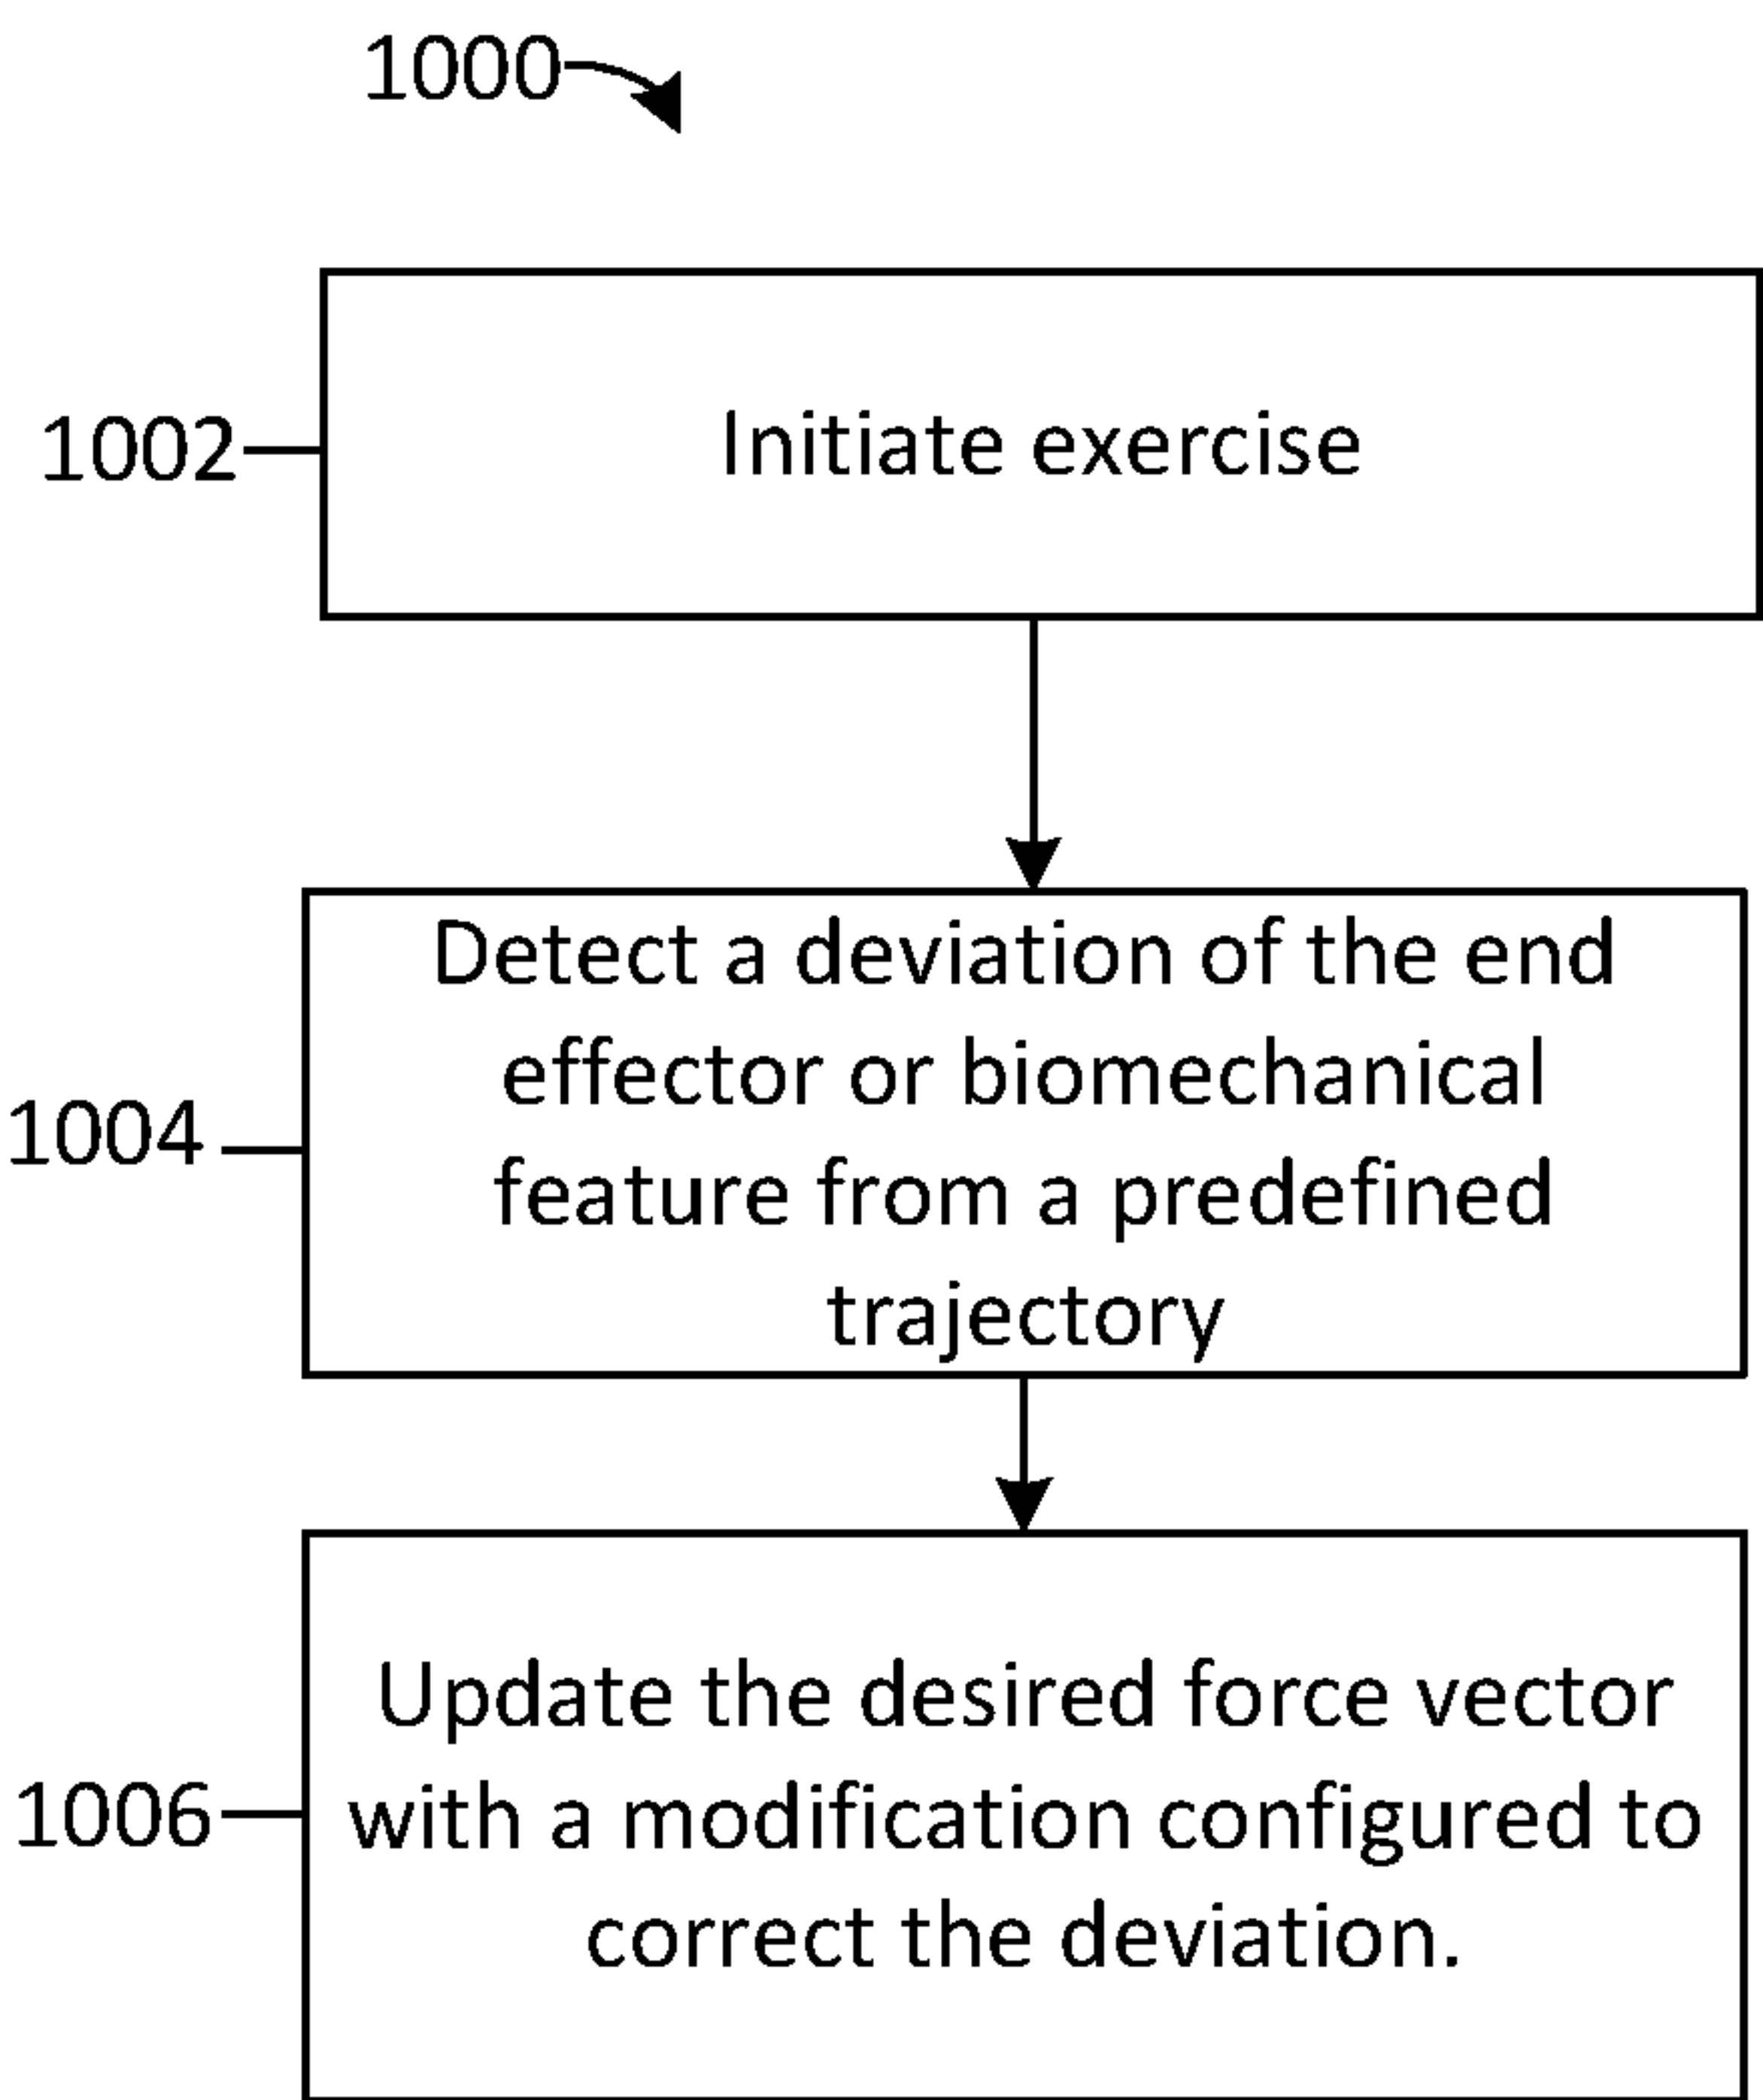 1000
1002
Initiate exercise
Detect a deviation of the end
effector or biomechanical
1004
feature from a predefined
trajectory
Update the desired force vector
1006
with a modification configured to
correct the deviation.